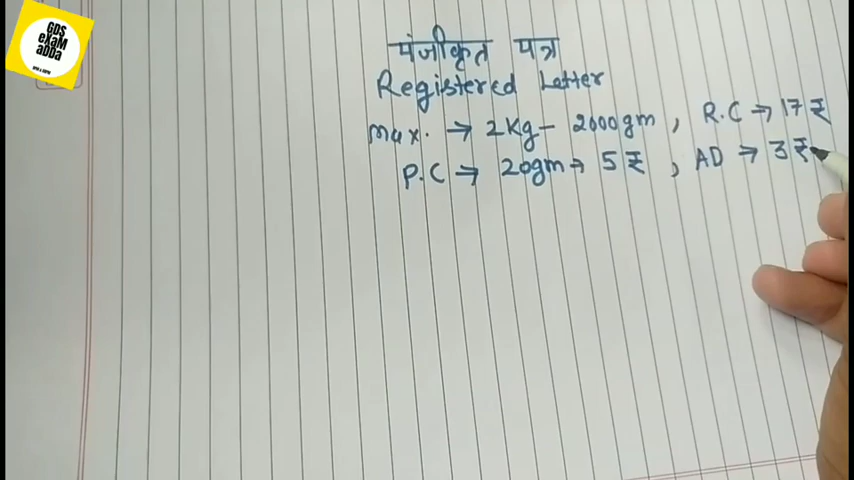 GDS
eXaM
aDDa
पंजीकृत पत्र
Registered Letter
Max. → 2Kg - 2000gm , R.C → 17 ₹
P.C → 20gm → 5 ₹ , AD → 3 ₹